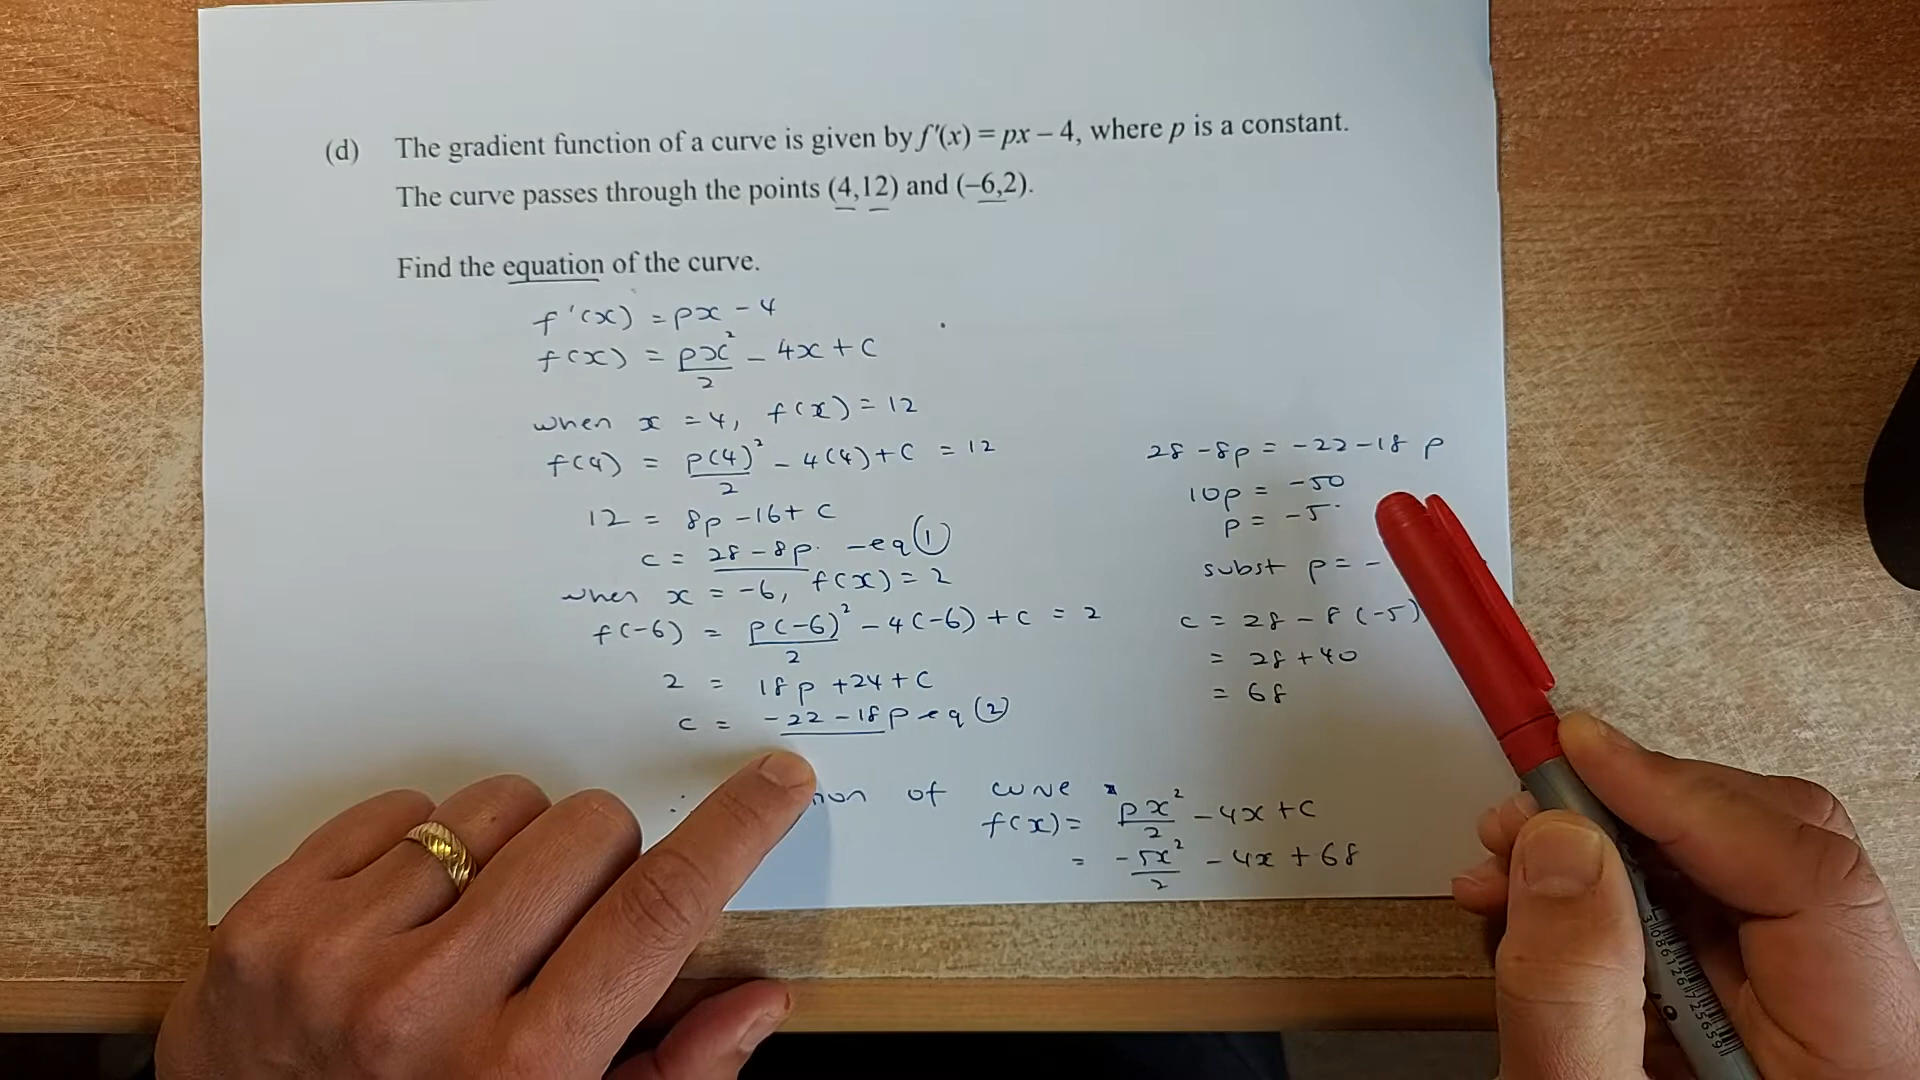 (d) The gradient function of a curve is given by f'(x) = px – 4, where p is a constant.
The curve passes through the points (4,12) and (–6,2).
Find the equation of the curve.
f'(x) = px - 4
f(x) = px²/2 - 4x + c
when x = 4, f(x) = 12
f(4) = p(4)²/2 - 4(4) + c = 12
12 = 8p - 16 + c
c = 28 - 8p. - eq (1)
when x = -6, f(x) = 2
f(-6) = p(-6)²/2 - 4(-6) + c = 2
2 = 18p + 24 + c
c = -22 - 18p eq (2)
28 - 8p = -22 - 18 p
10p = -50
p = -5.
subst p = -
c = 28 - 8 (-5)
= 28 + 40
= 68
∴ of curve
f(x) = px²/2 - 4x + c
= -5x²/2 - 4x + 68
3086126725659